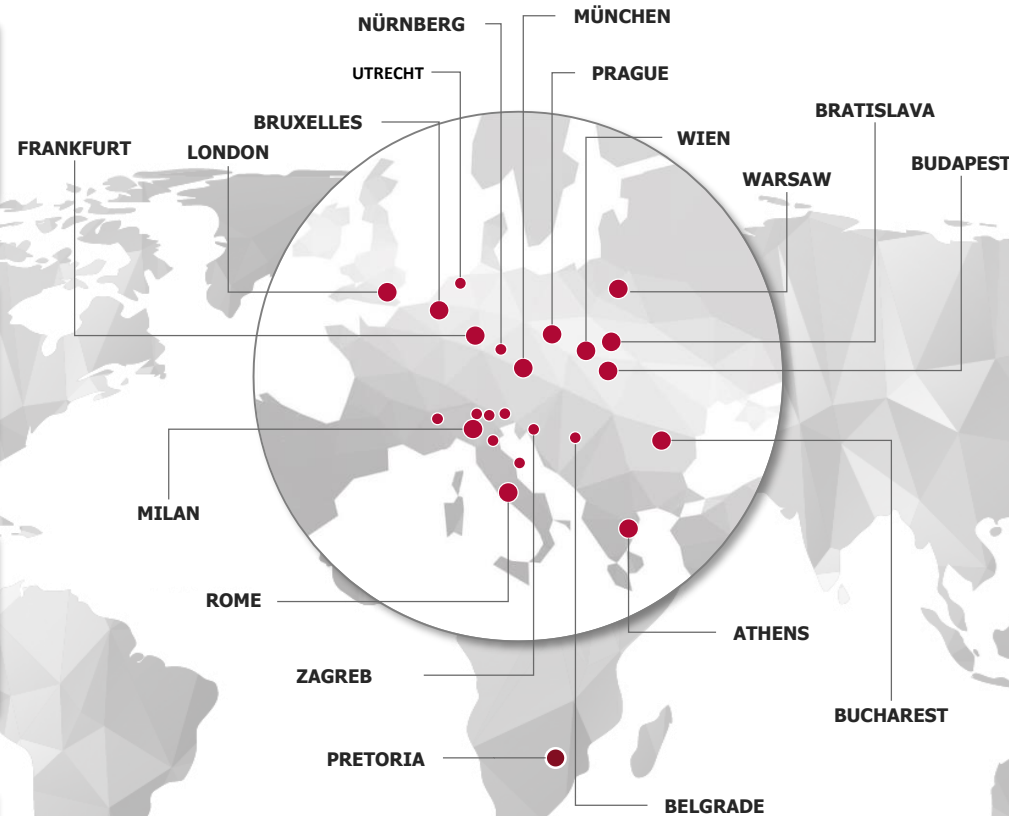 MÜNCHEN
NÜRNBERG
UTRECHT
PRAGUE
BRATISLAVA
BRUXELLES
WIEN
FRANKFURT
LONDON
BUDAPEST
WARSAW
MILAN
ROME
ATHENS
ZAGREB
BUCHAREST
PRETORIA
BELGRADE